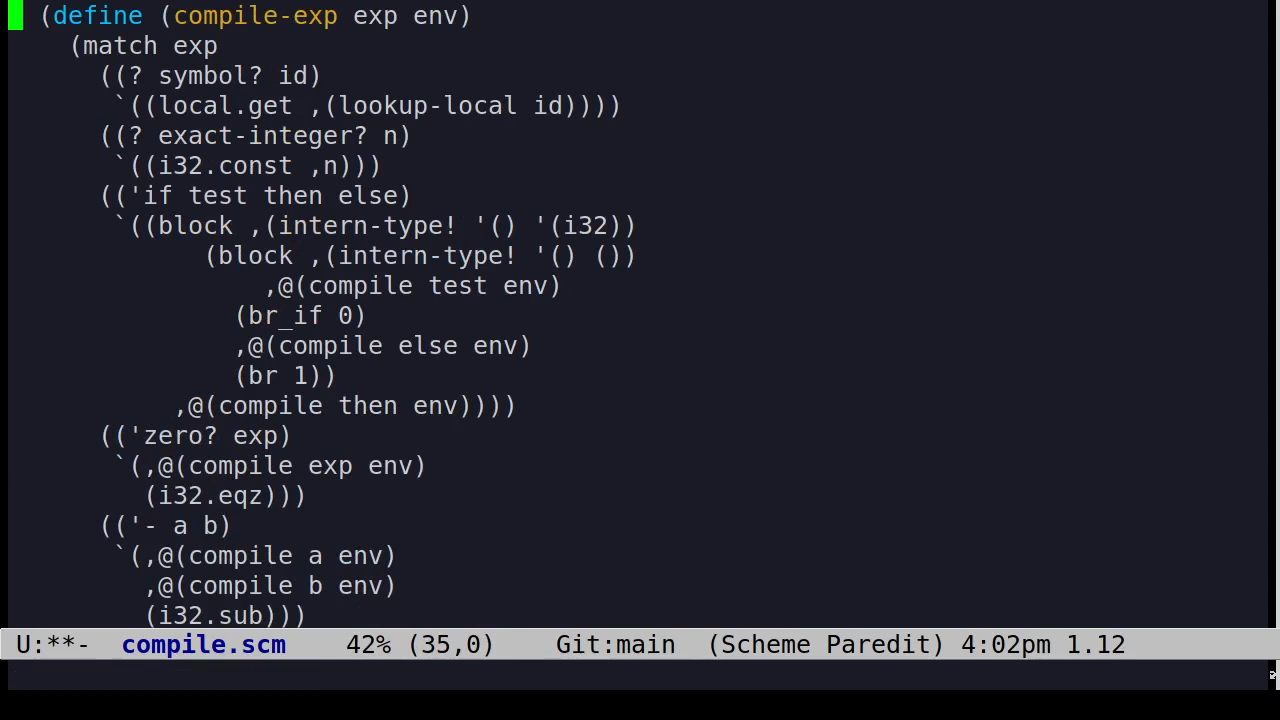 (define (compile-exp exp env)
(match exp
((? symbol? id)
`((local.get ,(lookup-local id))))
((? exact-integer? n)
`((i32.const ,n)))
(('if test then else)
`((block ,(intern-type! '() '(i32))
(block ,(intern-type! '() ())
,@(compile test env)
(br_if 0)
,@(compile else env)
(br 1))
,@(compile then env))))
(('zero? exp)
`(,@(compile exp env)
(i32.eqz)))
(('- a b)
`(,@(compile a env)
,@(compile b env)
(i32.sub)))
U:**- compile.scm 42% (35,0) Git:main (Scheme Paredit) 4:02pm 1.12